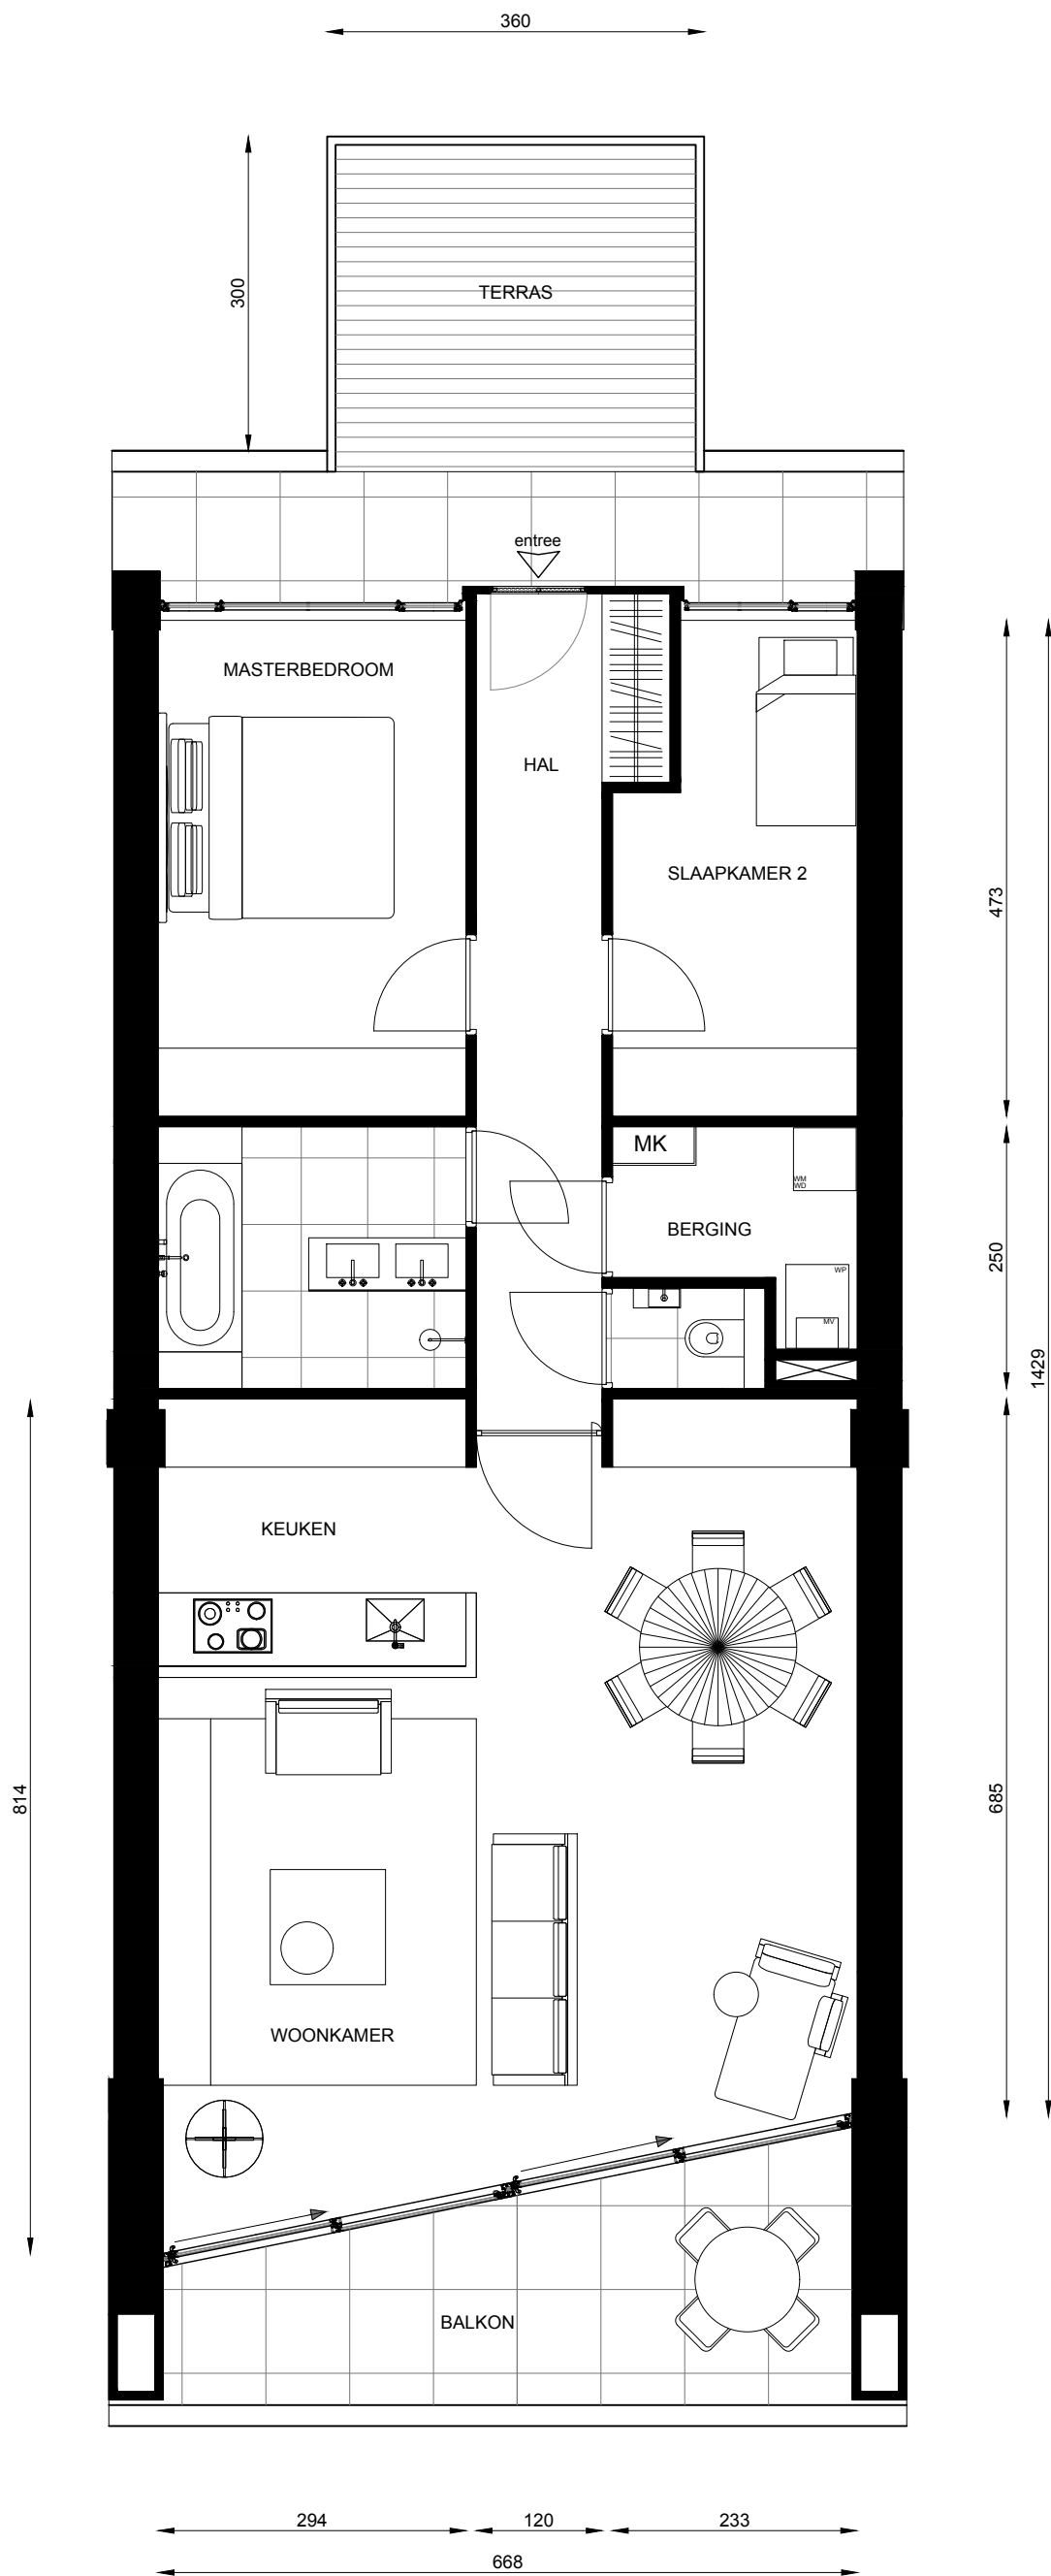 360
300
TERRAS
entree
MASTERBEDROOM
HAL
SLAAPKAMER 2
473
MK
WM
WD
BERGING
250
WP
MV
1429
KEUKEN
814
685
WOONKAMER
BALKON
294
120
233
668